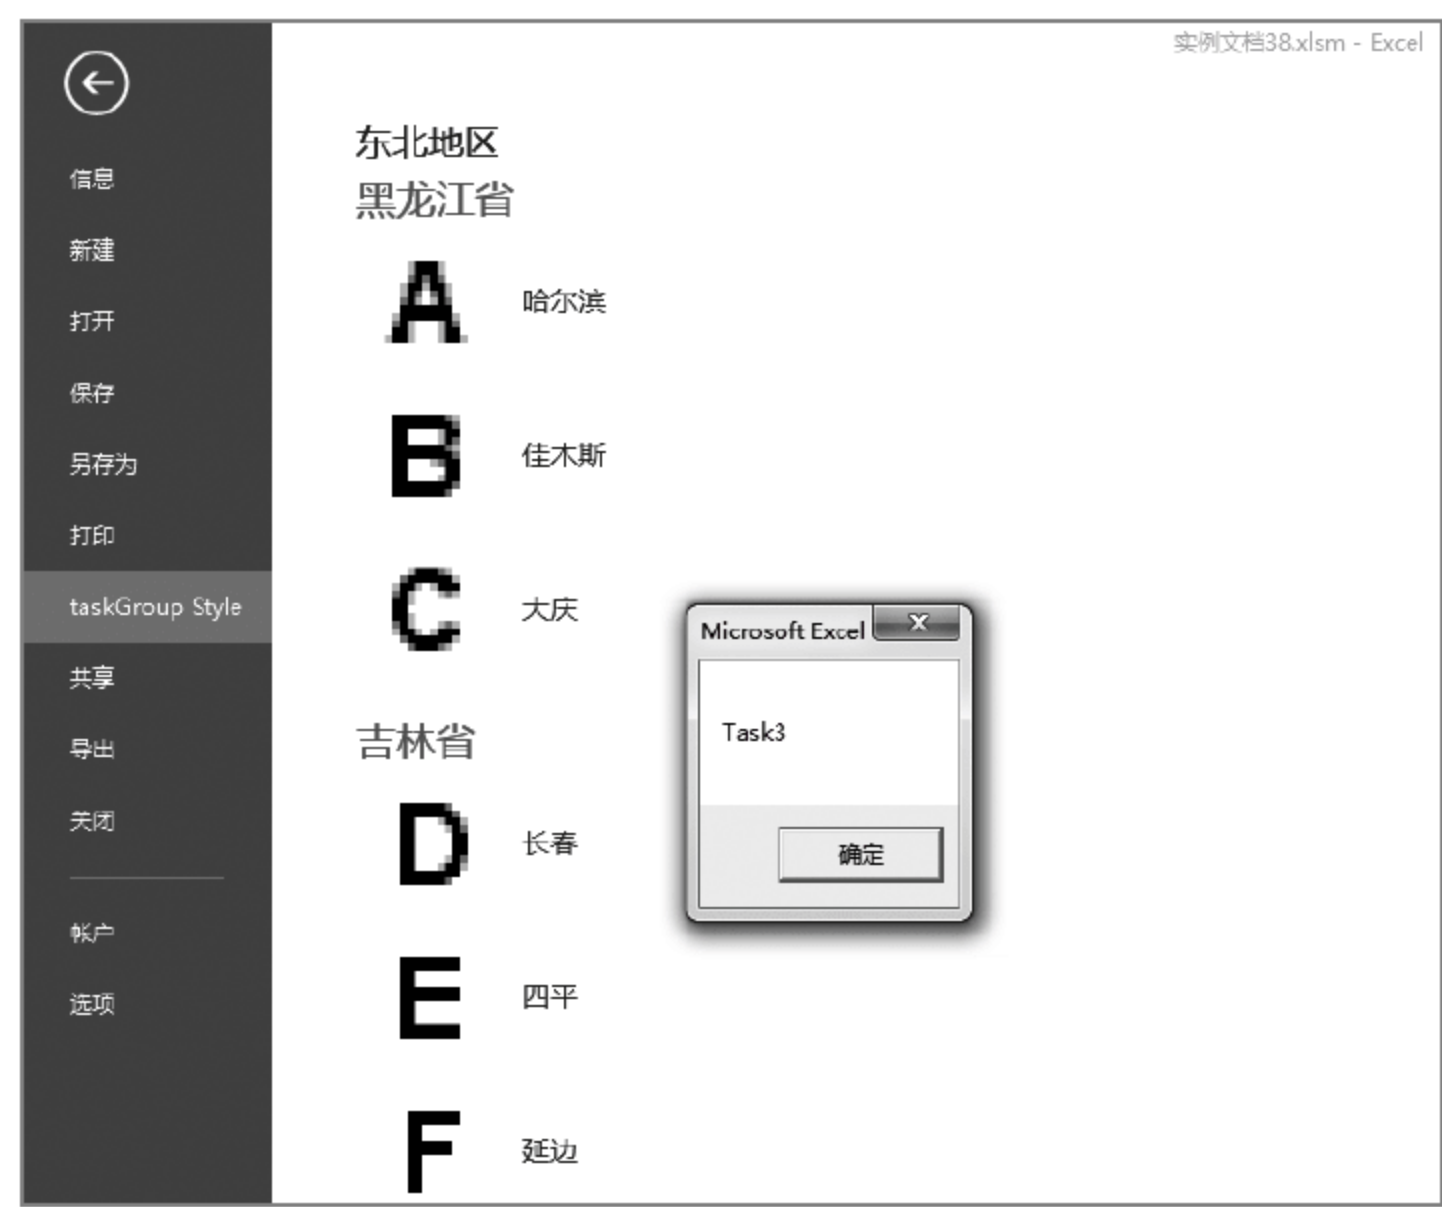 实例文档38.xlsm - Excel
信息
新建
打开
保存
另存为
打印
taskGroup Style
共享
导出
关闭
帐户
选项
东北地区
黑龙江省
A 哈尔滨
B 佳木斯
C 大庆
吉林省
D 长春
E 四平
F 延边
Microsoft Excel
Task3
确定